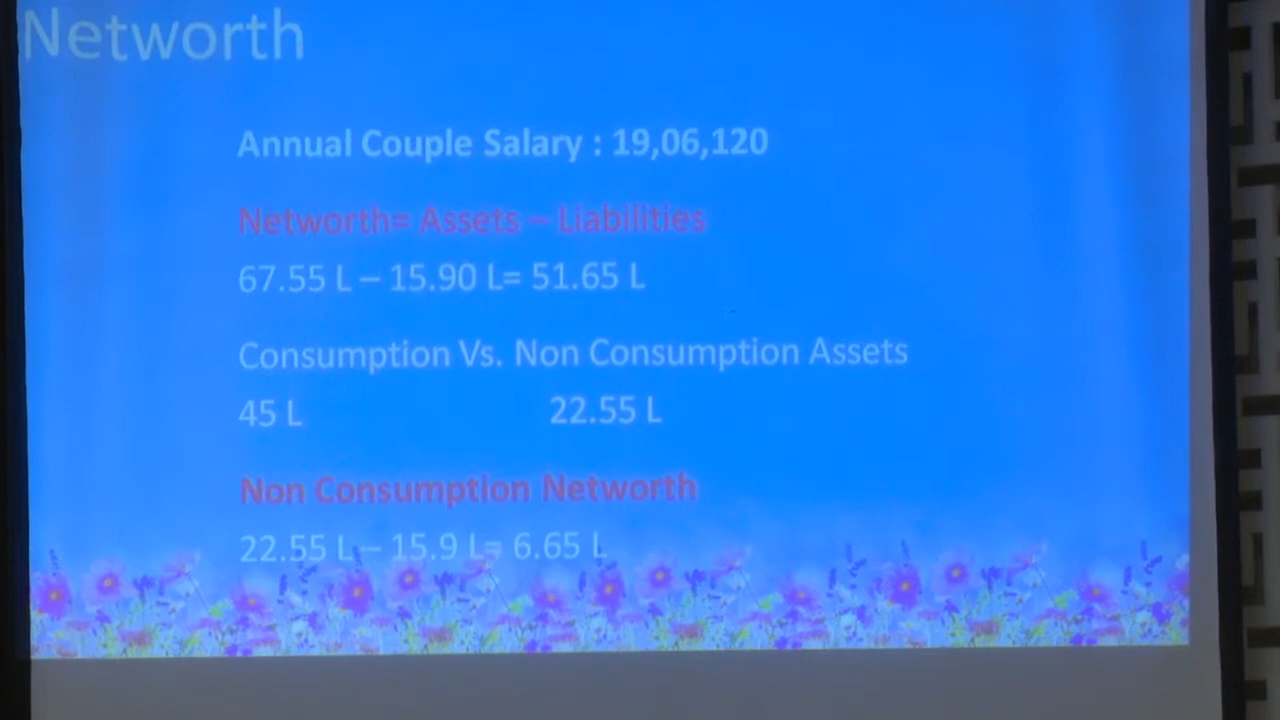 Networth
Annual Couple Salary : 19,06,120
Networth= Assets – Liabilities
67.55 L – 15.90 L= 51.65 L
Consumption Vs. Non Consumption Assets
45 L 22.55 L
Non Consumption Networth
22.55 L – 15.9 L= 6.65 L